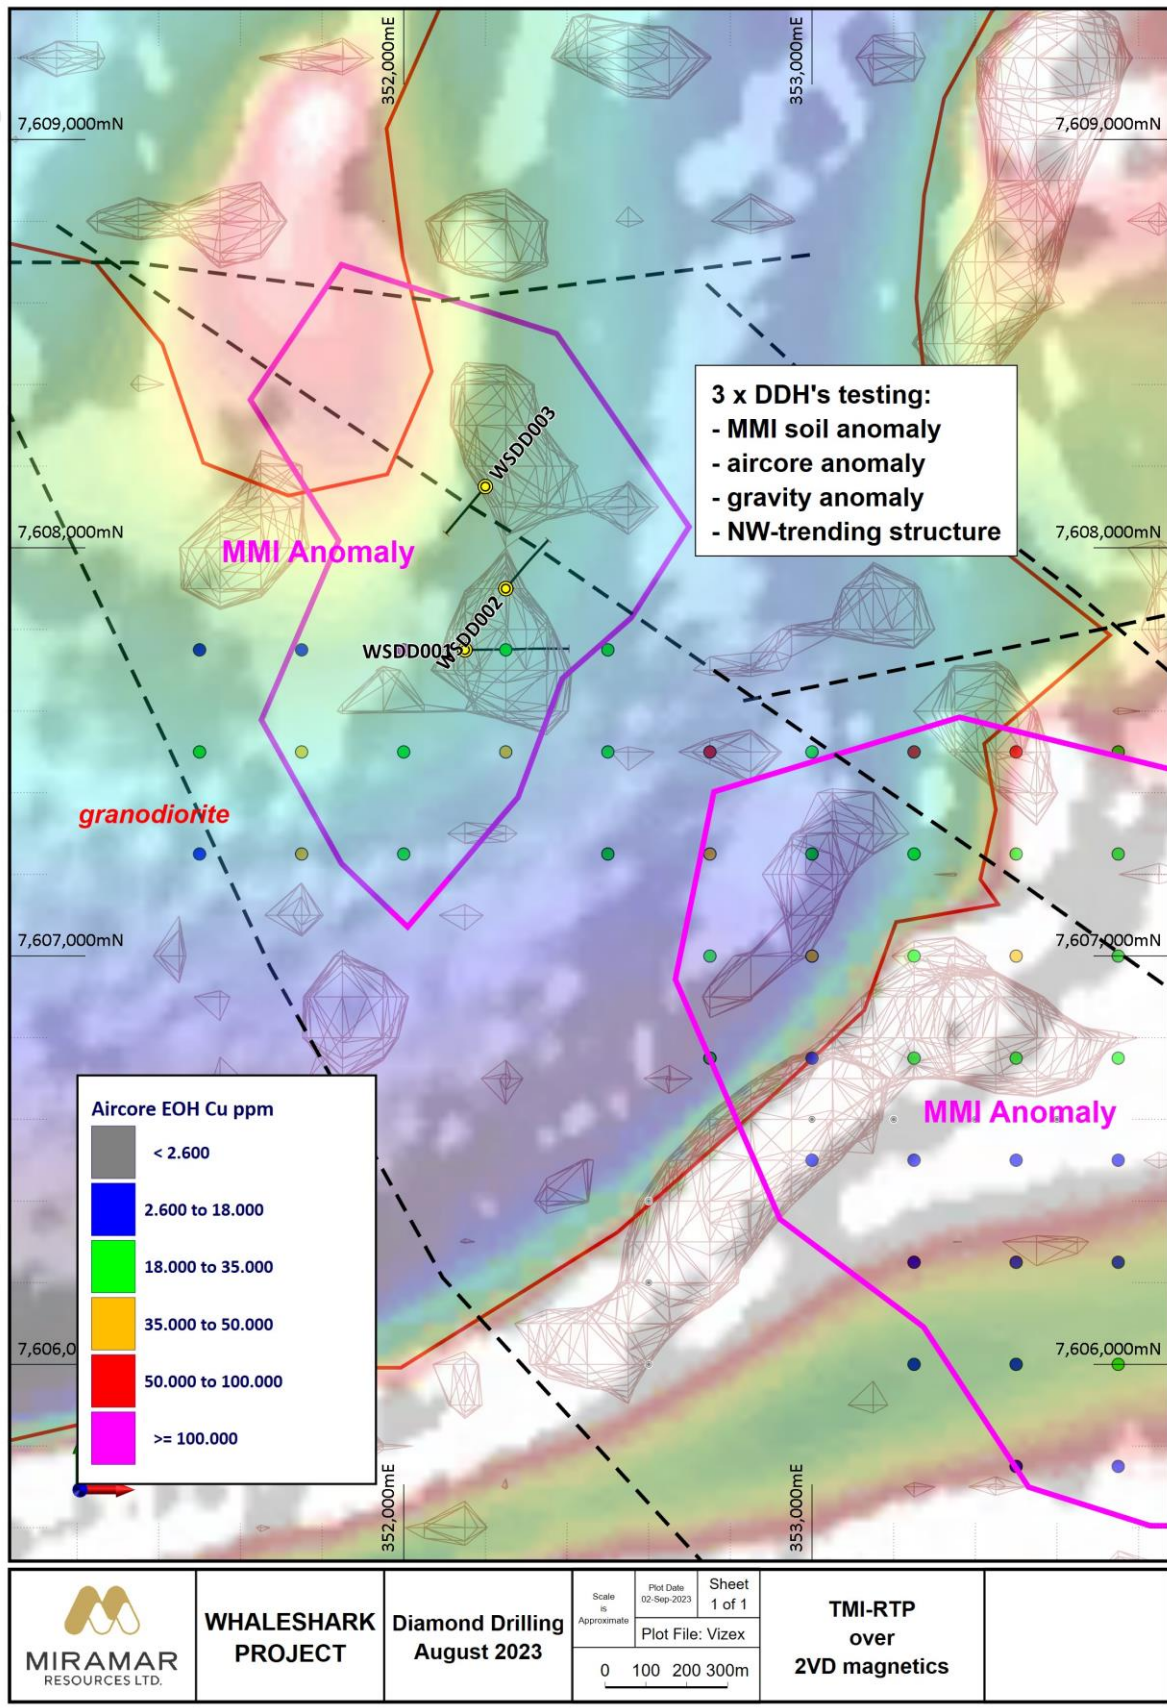 352,000mE
353,000mE
7,609,000mN
7,609,000mN
3 x DDH's testing:
- MMI soil anomaly
- aircore anomaly
- gravity anomaly
- NW-trending structure
WSDD003
7,608,000mN
7,608,000mN
MMI Anomaly
WSDD002
WSDD001
granodiorite
7,607,000mN
7,607,000mN
MMI Anomaly
Aircore EOH Cu ppm
< 2.600
2.600 to 18.000
18.000 to 35.000
35.000 to 50.000
50.000 to 100.000
>= 100.000
7,606,0
7,606,000mN
352,000mE
353,000mE
MIRAMAR
RESOURCES LTD.
WHALESHARK
PROJECT
Diamond Drilling
August 2023
Scale
is
Approximate
Plot Date
02-Sep-2023
Sheet
1 of 1
Plot File: Vizex
0 100 200 300m
TMI-RTP
over
2VD magnetics